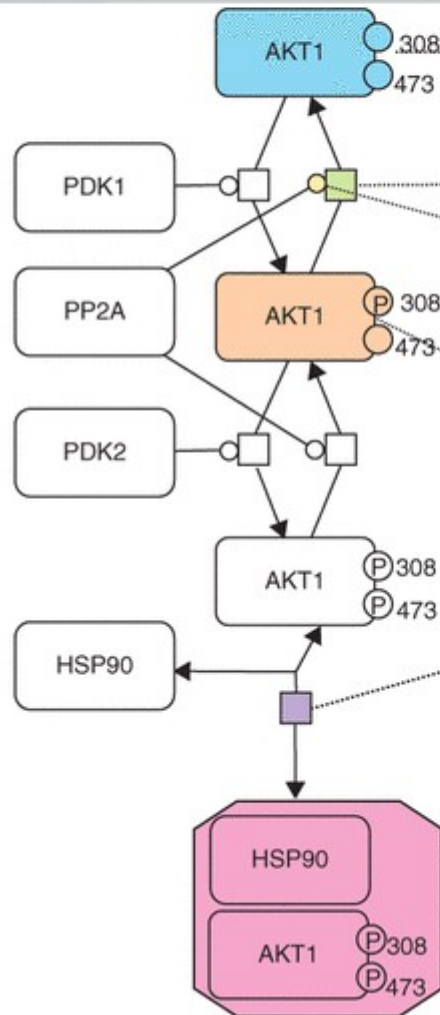 AKT1
308
473
PDK1
PP2A
AKT1
P 308
473
PDK2
AKT1
P 308
P 473
HSP90
HSP90
AKT1
P 308
P 473